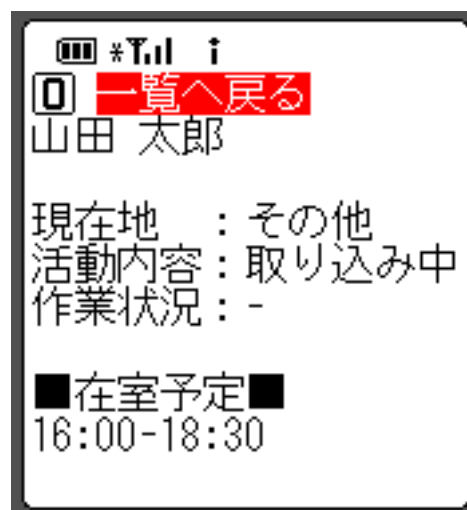 0 一覧へ戻る
山田 太郎
現在地　：その他
活動内容：取り込み中
作業状況：-
■在室予定■
16:00-18:30